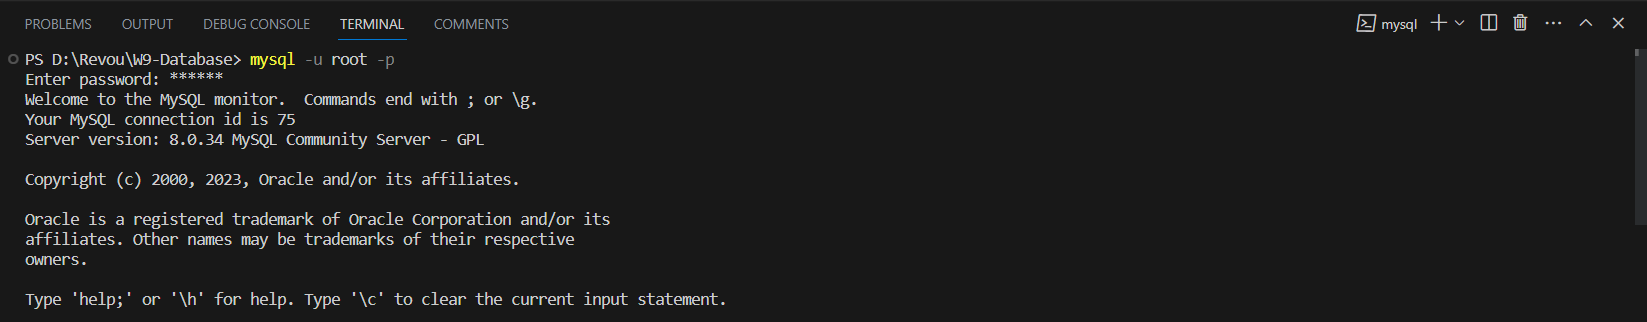 PROBLEMS OUTPUT DEBUG CONSOLE TERMINAL COMMENTS mysql
PS D:\Revou\W9-Database> mysql -u root -p
Enter password: ******
Welcome to the MySQL monitor.  Commands end with ; or \g.
Your MySQL connection id is 75
Server version: 8.0.34 MySQL Community Server - GPL
Copyright (c) 2000, 2023, Oracle and/or its affiliates.
Oracle is a registered trademark of Oracle Corporation and/or its
affiliates. Other names may be trademarks of their respective
owners.
Type 'help;' or '\h' for help. Type '\c' to clear the current input statement.